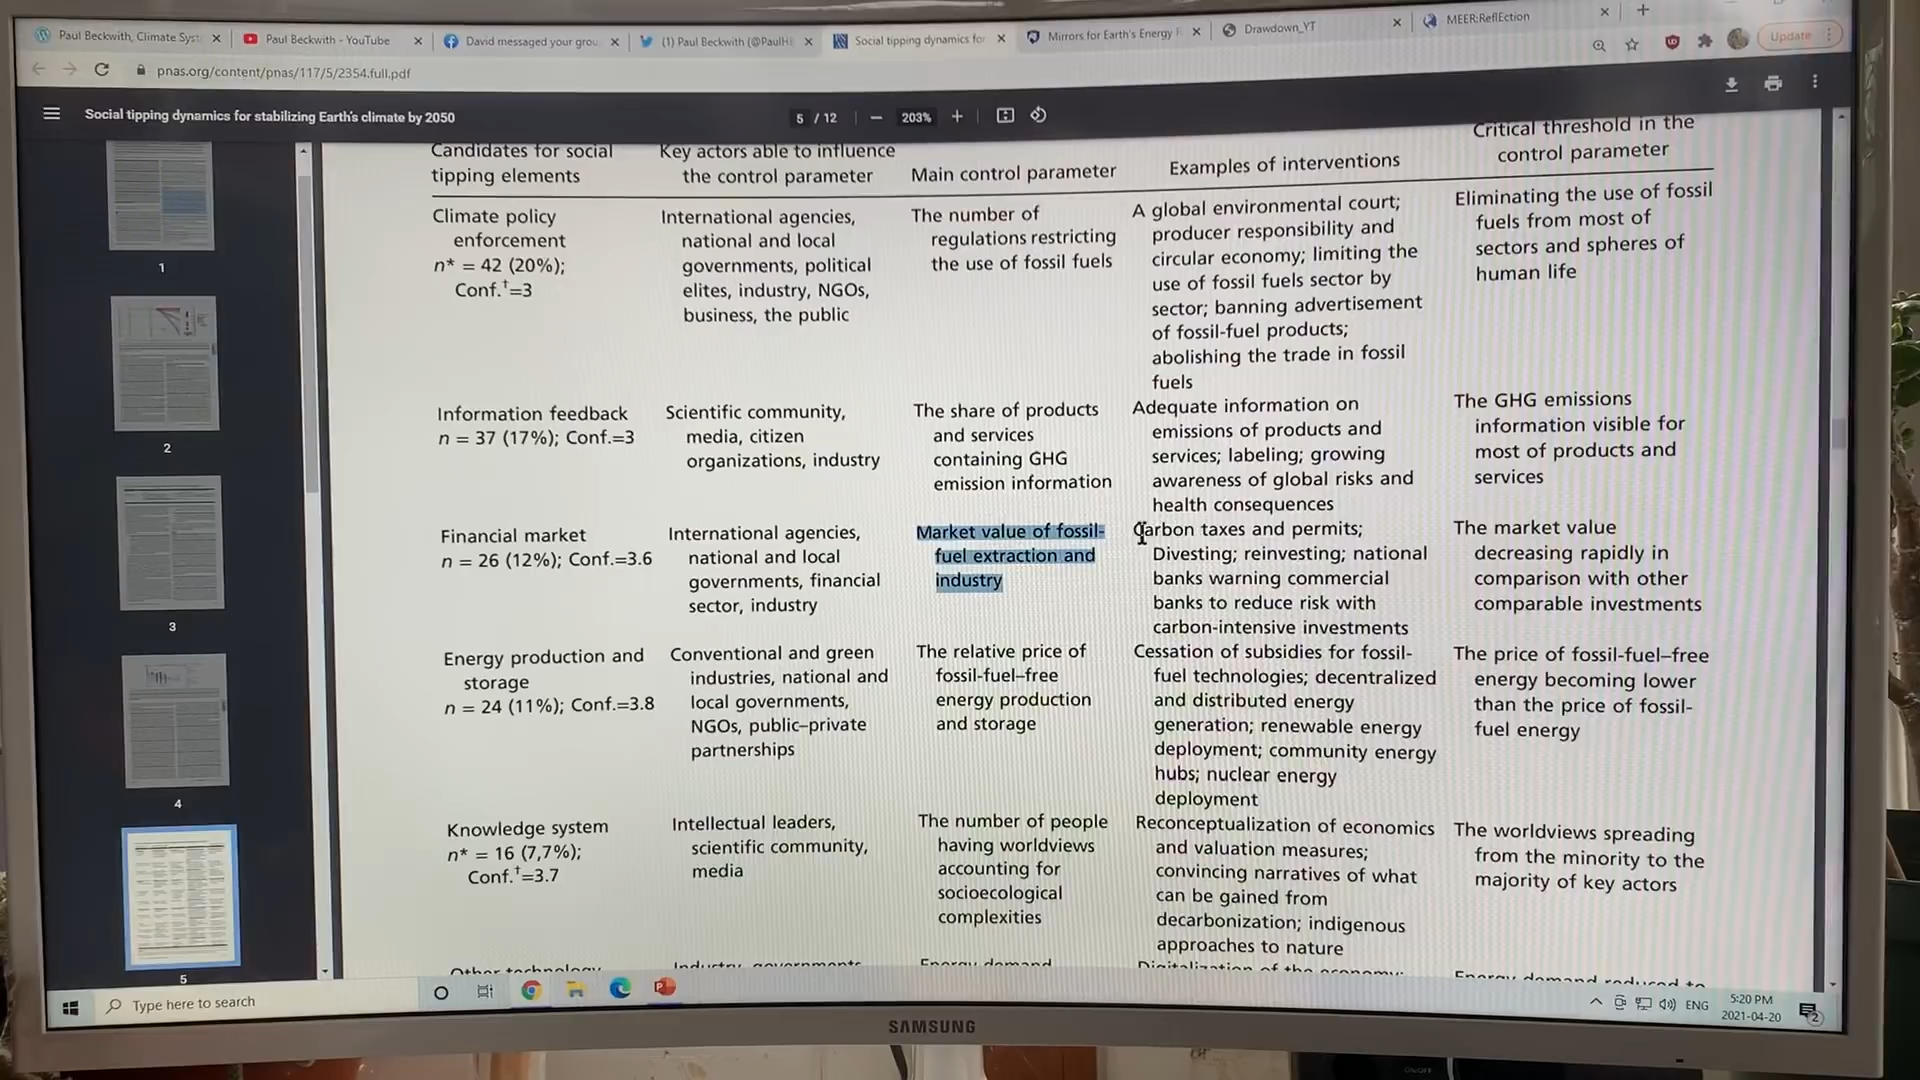 Paul Beckwith, Climate Syst
Paul Beckwith - YouTube
David messaged your grou
(1) Paul Beckwith (@PaulH
Social tipping dynamics for
Mirrors for Earth's Energy
Drawdown_YT
MEER:ReflEction
pnas.org/content/pnas/117/5/2354.full.pdf
Update
Social tipping dynamics for stabilizing Earth's climate by 2050
5 / 12
203%
1
2
3
4
5
Candidates for social
tipping elements
Key actors able to influence
the control parameter
Main control parameter
Examples of interventions
Critical threshold in the
control parameter
Climate policy
enforcement
n* = 42 (20%);
Conf.†=3
International agencies,
national and local
governments, political
elites, industry, NGOs,
business, the public
The number of
regulations restricting
the use of fossil fuels
A global environmental court;
producer responsibility and
circular economy; limiting the
use of fossil fuels sector by
sector; banning advertisement
of fossil-fuel products;
abolishing the trade in fossil
fuels
Eliminating the use of fossil
fuels from most of
sectors and spheres of
human life
Information feedback
n = 37 (17%); Conf.=3
Scientific community,
media, citizen
organizations, industry
The share of products
and services
containing GHG
emission information
Adequate information on
emissions of products and
services; labeling; growing
awareness of global risks and
health consequences
The GHG emissions
information visible for
most of products and
services
Financial market
n = 26 (12%); Conf.=3.6
International agencies,
national and local
governments, financial
sector, industry
Market value of fossil-
fuel extraction and
industry
Carbon taxes and permits;
Divesting; reinvesting; national
banks warning commercial
banks to reduce risk with
carbon-intensive investments
The market value
decreasing rapidly in
comparison with other
comparable investments
Energy production and
storage
n = 24 (11%); Conf.=3.8
Conventional and green
industries, national and
local governments,
NGOs, public–private
partnerships
The relative price of
fossil-fuel–free
energy production
and storage
Cessation of subsidies for fossil-
fuel technologies; decentralized
and distributed energy
generation; renewable energy
deployment; community energy
hubs; nuclear energy
deployment
The price of fossil-fuel–free
energy becoming lower
than the price of fossil-
fuel energy
Knowledge system
n* = 16 (7,7%);
Conf.†=3.7
Intellectual leaders,
scientific community,
media
The number of people
having worldviews
accounting for
socioecological
complexities
Reconceptualization of economics
and valuation measures;
convincing narratives of what
can be gained from
decarbonization; indigenous
approaches to nature
The worldviews spreading
from the minority to the
majority of key actors
Other technology
Industry, governments
Energy demand
Digitalization of the economy;
Energy demand reduced to
Type here to search
ENG
5:20 PM
2021-04-20
2
SAMSUNG